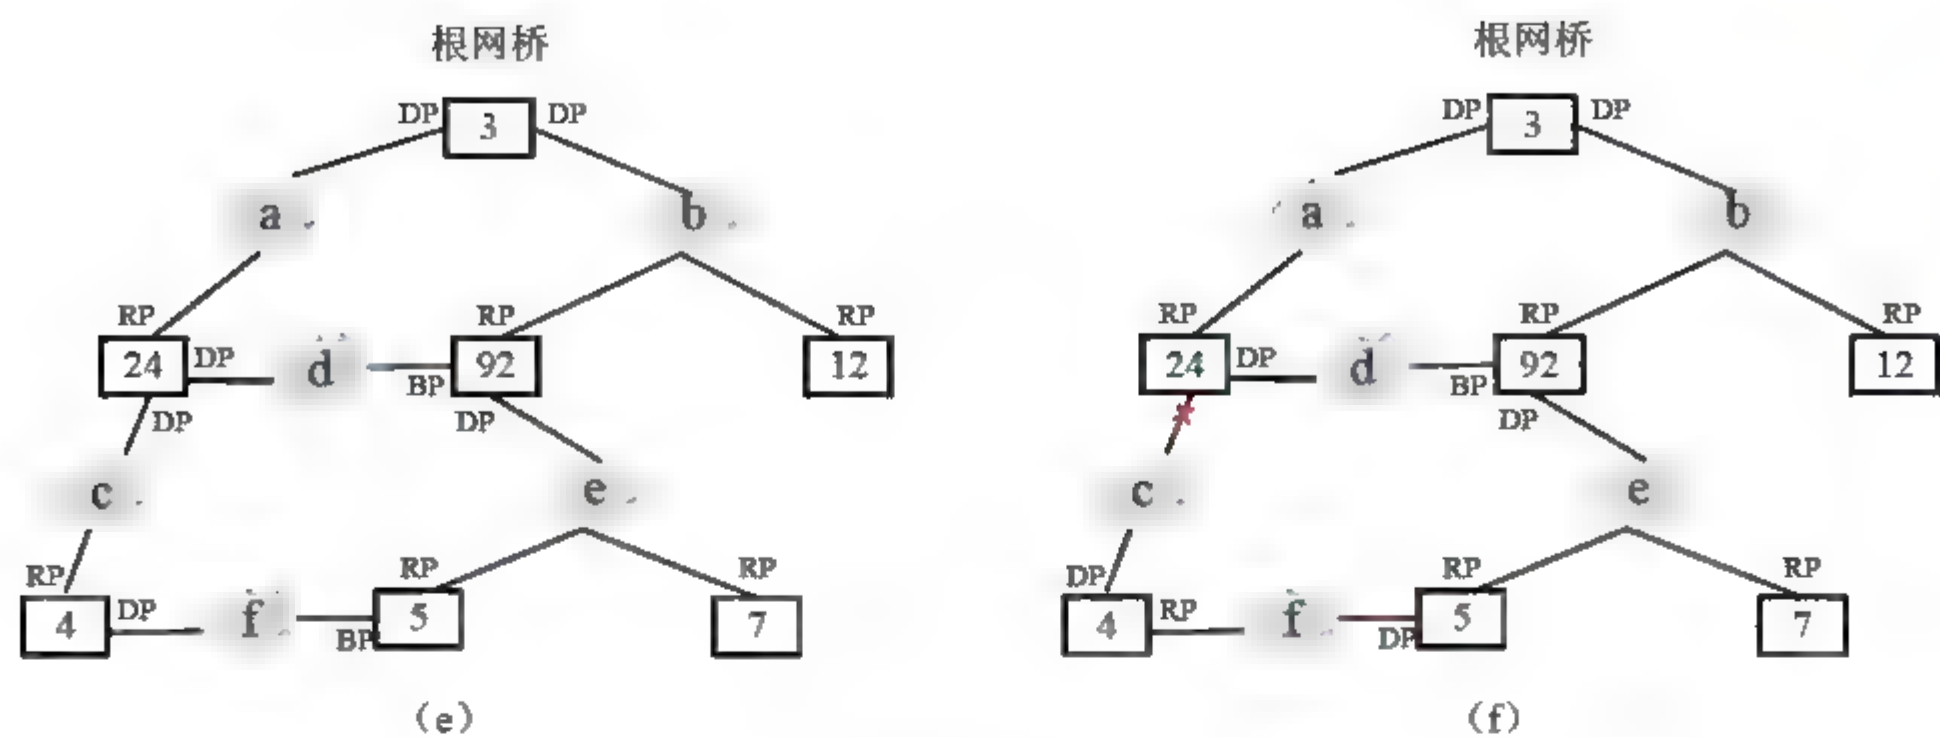 根网桥 根网桥
DP 3 DP DP 3 DP
a b a b
RP RP RP RP RP RP
24 DP d BP 92 12 24 DP d BP 92 12
DP DP DP
c e c e
RP RP RP DP RP RP
4 DP f BP 5 7 4 RP f DP 5 7
(e) (f)